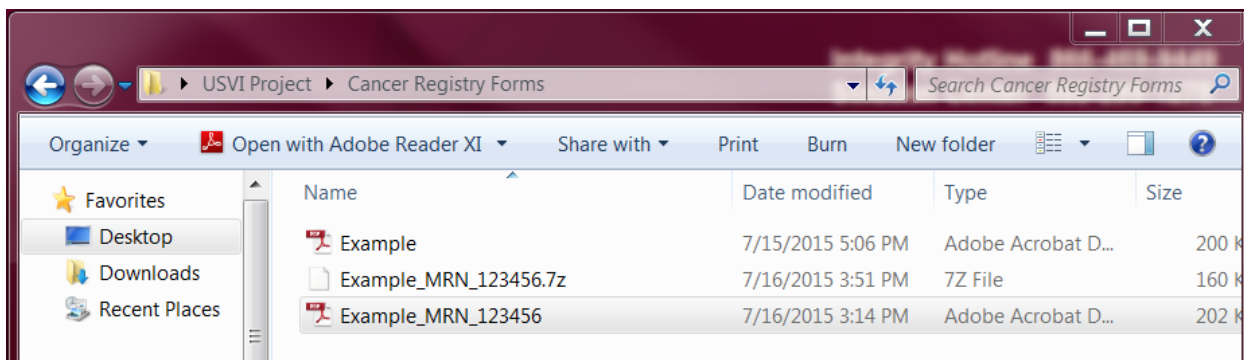 USVI Project Cancer Registry Forms Search Cancer Registry Forms
Organize Open with Adobe Reader XI Share with Print Burn New folder
Favorites
Desktop
Downloads
Recent Places
Name Date modified Type Size
Example 7/15/2015 5:06 PM Adobe Acrobat D... 200 K
Example_MRN_123456.7z 7/16/2015 3:51 PM 7Z File 160 K
Example_MRN_123456 7/16/2015 3:14 PM Adobe Acrobat D... 202 K